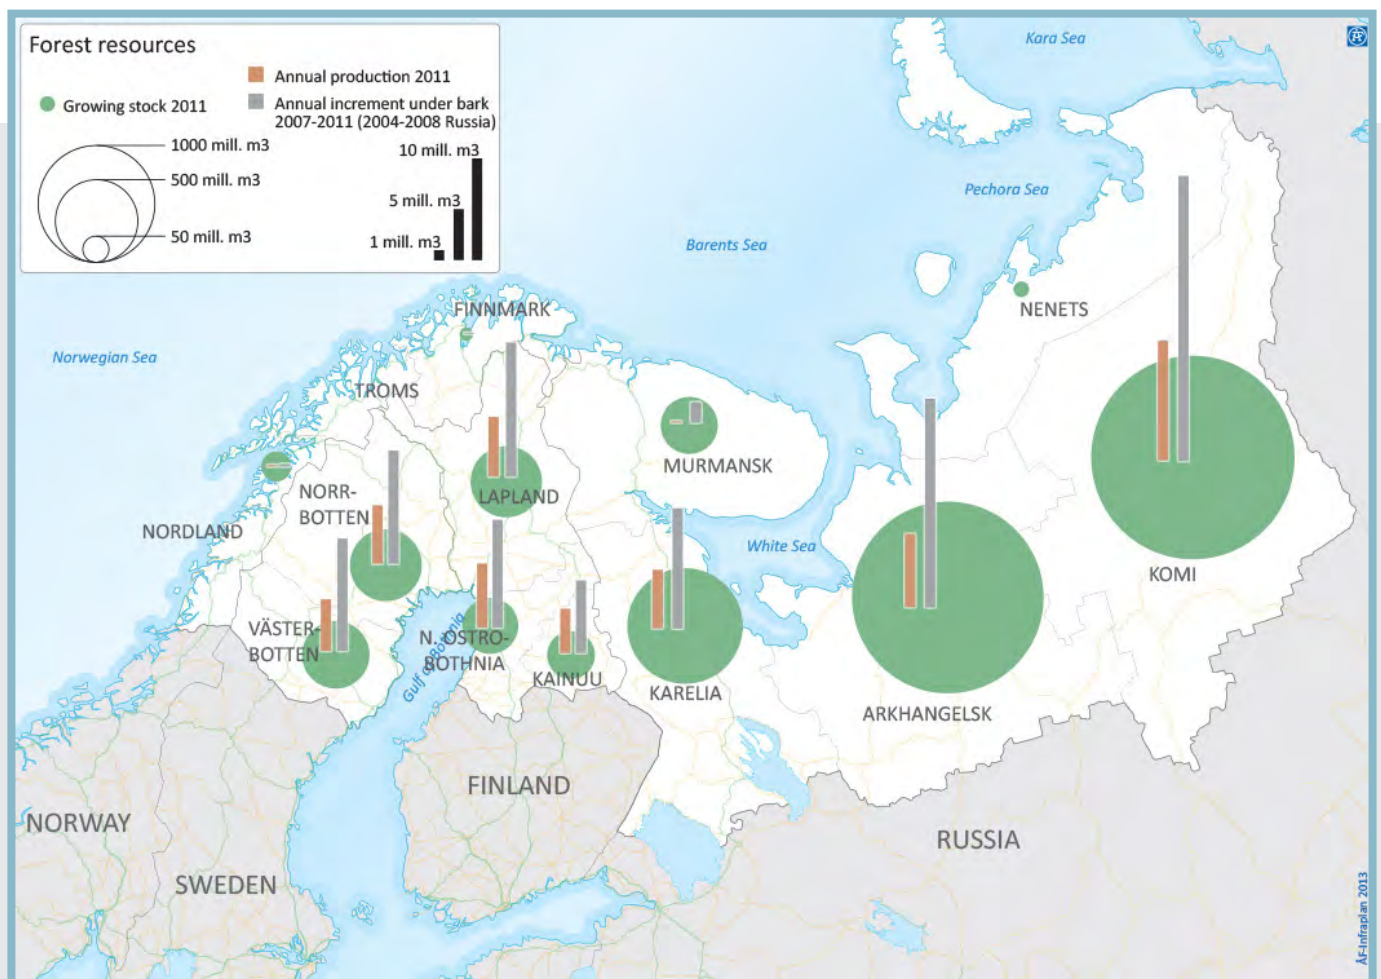 Forest resources
Annual production 2011
Growing stock 2011
Annual increment under bark
2007-2011 (2004-2008 Russia)
1000 mill. m3
500 mill. m3
50 mill. m3
10 mill. m3
5 mill. m3
1 mill. m3
Kara Sea
Pechora Sea
Barents Sea
Norwegian Sea
White Sea
Gulf of Bothnia
FINNMARK
TROMS
NORDLAND
NORR-
BOTTEN
VÄSTER-
BOTTEN
LAPLAND
N. OSTRO-
BOTHNIA
KAINUU
MURMANSK
KARELIA
ARKHANGELSK
NENETS
KOMI
NORWAY
SWEDEN
FINLAND
RUSSIA
ÅF-Infraplan 2013